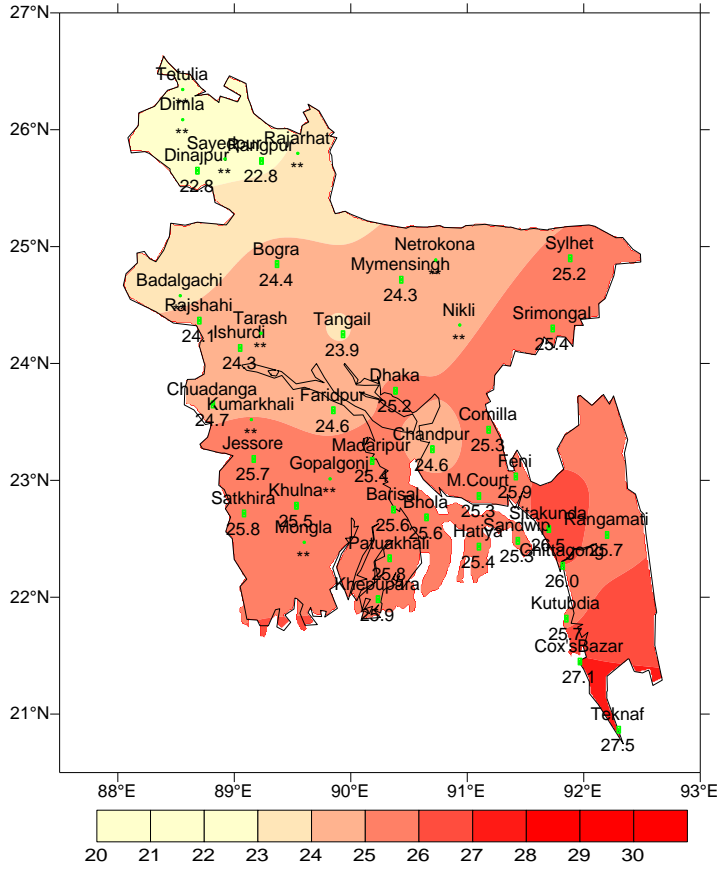 27°N
Tetulia
**
Dimla
**
26°N
Sayedpur
**
Rangpur
22.8
Rajarhat
**
Dinajpur
22.8
25°N
Sylhet
25.2
Netrokona
**
Bogra
24.4
Mymensingh
24.3
Badalgachi
**
Rajshahi
24.1
Nikli
**
Srimongal
25.4
Tarash
**
Tangail
23.9
Ishurdi
24.3
24°N
Dhaka
25.2
Chuadanga
24.7
Kumarkhali
**
Faridpur
24.6
Comilla
25.3
Chandpur
24.6
Jessore
25.7
Madaripur
25.4
Gopalgonj
**
Feni
25.9
23°N
M.Court
25.3
Khulna
25.5
Satkhira
25.8
Barisal
25.6
Bhola
25.6
Sitakunda
26.5
Rangamati
25.7
Sandwip
25.3
Hatiya
25.4
Mongla
**
Patuakhali
25.8
Chittagong
26.0
Khepupara
25.9
22°N
Kutubdia
25.7
Cox'sBazar
27.1
21°N
Teknaf
27.5
88°E 89°E 90°E 91°E 92°E 93°E
20 21 22 23 24 25 26 27 28 29 30